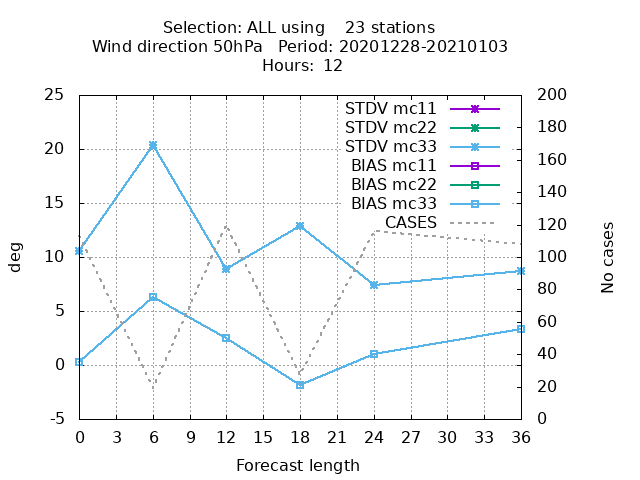 Selection: ALL using    23 stations
Wind direction 50hPa   Period: 20201228-20210103
Hours:  12
25
20
15
10
5
0
-5
deg
STDV mc11
STDV mc22
STDV mc33
BIAS mc11
BIAS mc22
BIAS mc33
CASES
200
180
160
140
120
100
80
60
40
20
0
No cases
0 3 6 9 12 15 18 21 24 27 30 33 36
Forecast length